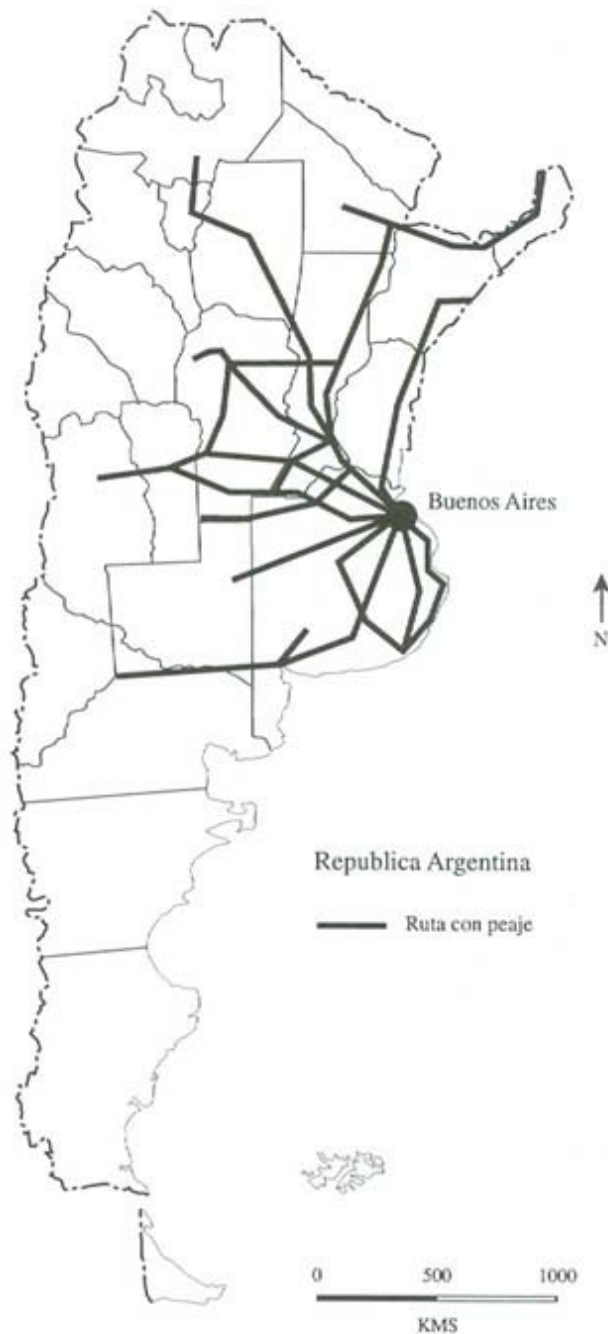 Buenos Aires
N
Republica Argentina
Ruta con peaje
0 500 1000
KMS